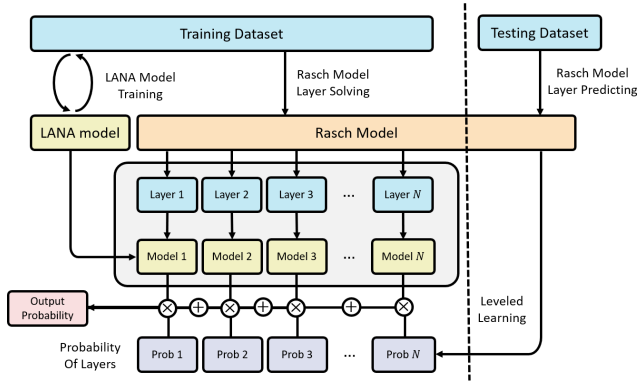 Training Dataset
Testing Dataset
LANA Model
Training
Rasch Model
Layer Solving
Rasch Model
Layer Predicting
LANA model
Rasch Model
Layer 1
Layer 2
Layer 3
...
Layer N
Model 1
Model 2
Model 3
...
Model N
Output
Probability
Leveled
Learning
Probability
Of Layers
Prob 1
Prob 2
Prob 3
...
Prob N